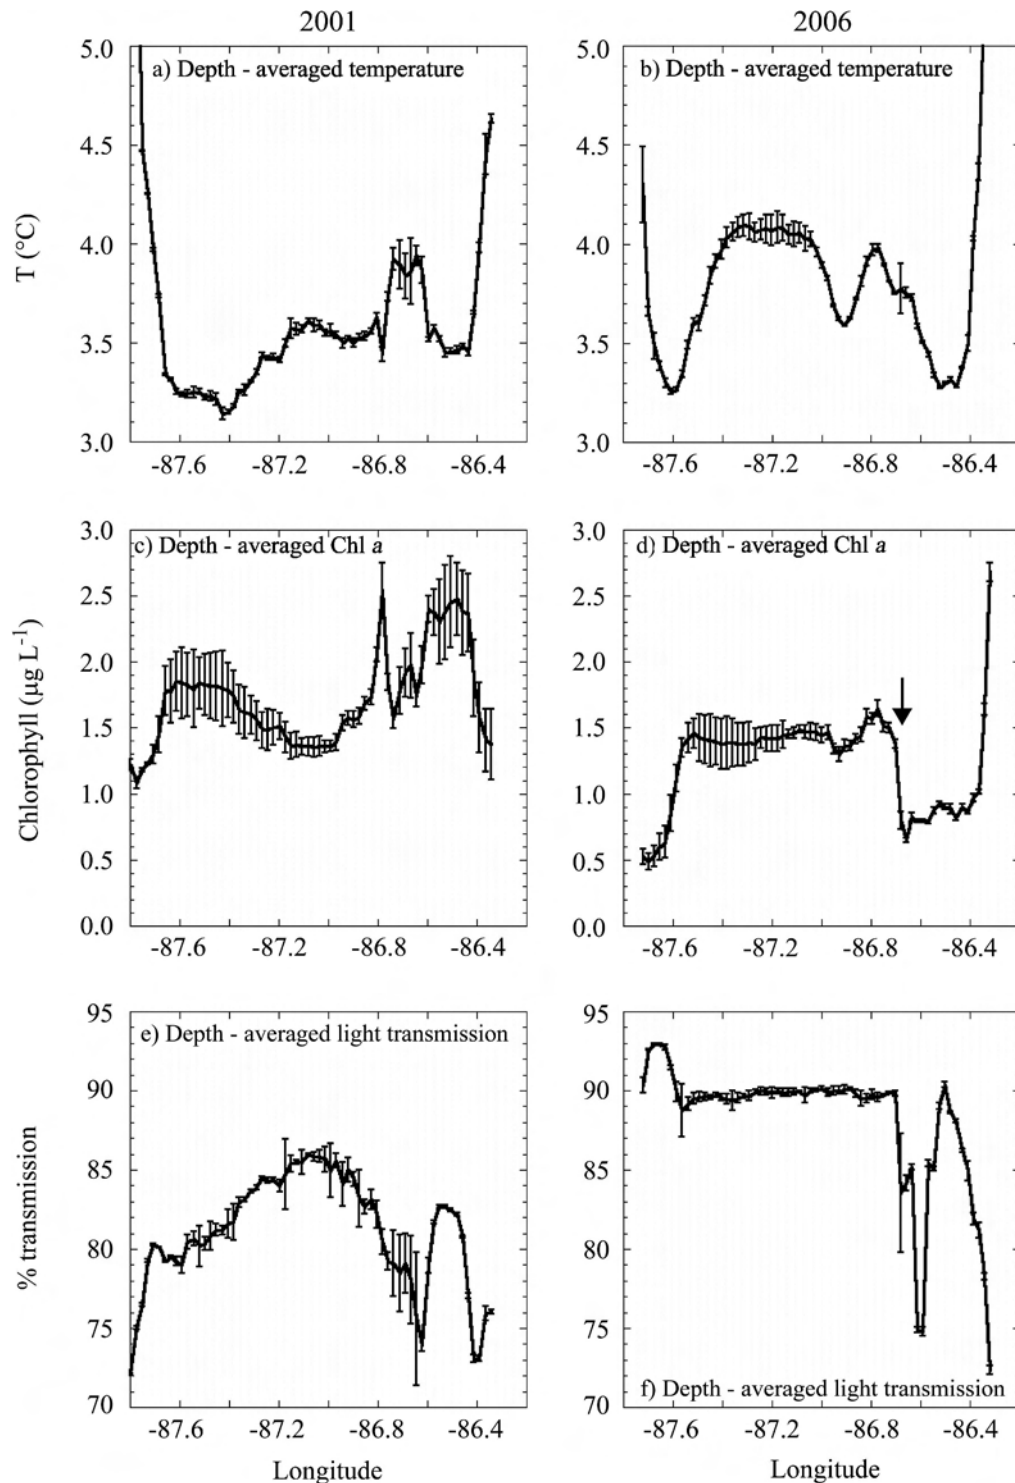 2001
2006
a) Depth - averaged temperature
b) Depth - averaged temperature
T (°C)
5.0
4.5
4.0
3.5
3.0
-87.6 -87.2 -86.8 -86.4
5.0
4.5
4.0
3.5
3.0
-87.6 -87.2 -86.8 -86.4
c) Depth - averaged Chl a
d) Depth - averaged Chl a
Chlorophyll (µg L⁻¹)
3.0
2.5
2.0
1.5
1.0
0.5
0.0
-87.6 -87.2 -86.8 -86.4
3.0
2.5
2.0
1.5
1.0
0.5
0.0
-87.6 -87.2 -86.8 -86.4
e) Depth - averaged light transmission
f) Depth - averaged light transmission
% transmission
95
90
85
80
75
70
-87.6 -87.2 -86.8 -86.4
Longitude
95
90
85
80
75
70
-87.6 -87.2 -86.8 -86.4
Longitude